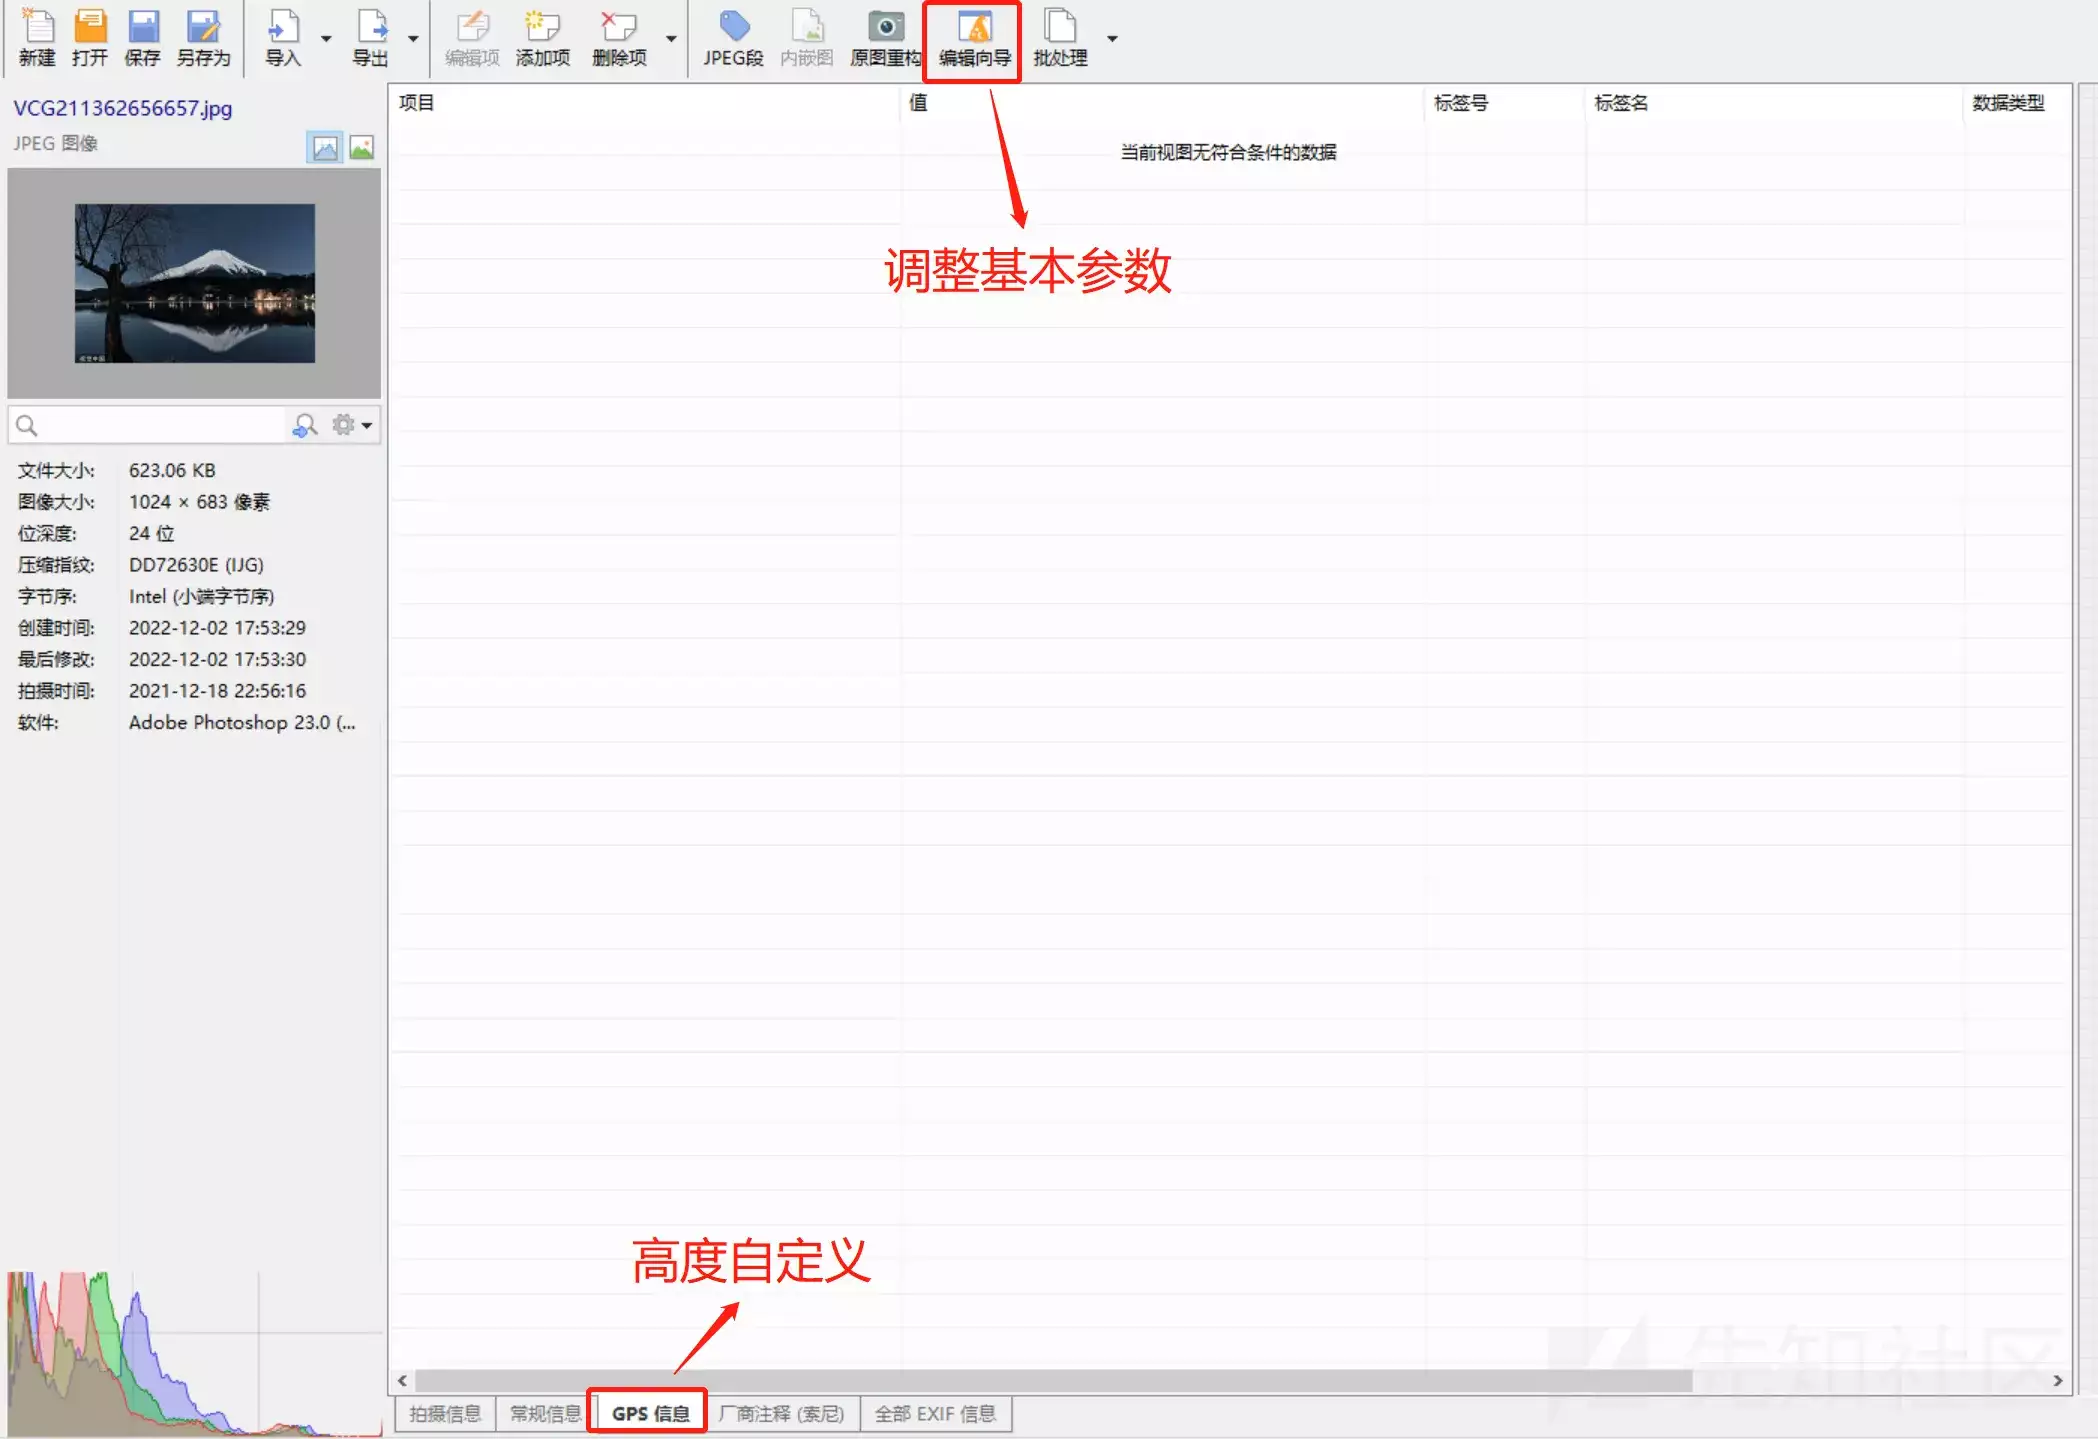 新建 打开 保存 另存为 导入 导出 编辑项 添加项 删除项 JPEG段 内嵌图 原图重构 编辑向导 批处理
VCG211362656657.jpg
JPEG 图像
项目 值 标签号 标签名 数据类型
当前视图无符合条件的数据
调整基本参数
视觉中国
文件大小: 623.06 KB
图像大小: 1024 × 683 像素
位深度: 24 位
压缩指纹: DD72630E (IJG)
字节序: Intel (小端字节序)
创建时间: 2022-12-02 17:53:29
最后修改: 2022-12-02 17:53:30
拍摄时间: 2021-12-18 22:56:16
软件: Adobe Photoshop 23.0 (...
高度自定义
先知社区
拍摄信息 常规信息 GPS 信息 厂商注释 (索尼) 全部 EXIF 信息